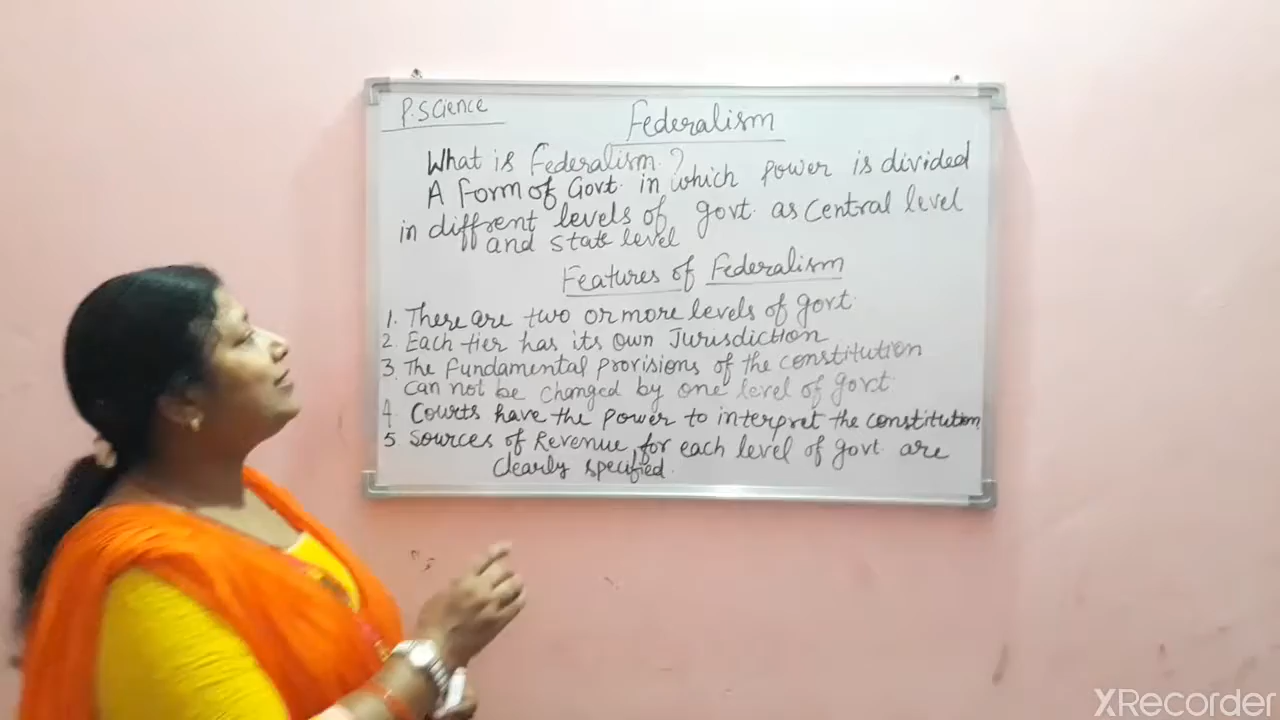 P.Science
Federalism
What is Federalism ?
A form of Govt. in which power is divided
in diffrent levels of govt. as central level
and state level
Features of Federalism
1. There are two or more levels of govt.
2. Each tier has its own Jurisdiction
3. The fundamental provisions of the constitution
can not be changed by one level of govt.
4 Courts have the power to interpret the constitution
5 Sources of Revenue, for each level of govt. are
clearly specified.
XRecorder